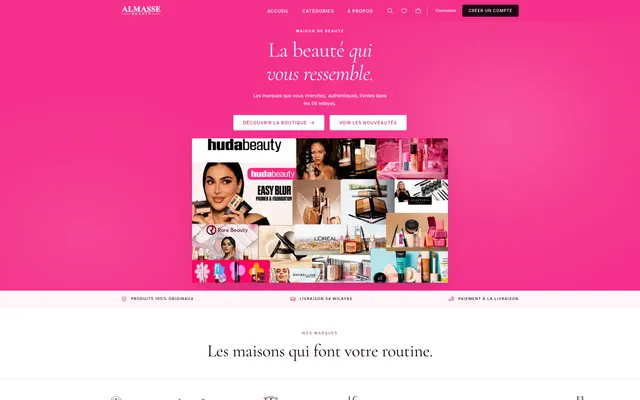 ALMASSE
BEAUTY
ACCUEIL
CATÉGORIES
À PROPOS
Connexion
CRÉER UN COMPTE
MAISON DE BEAUTÉ
La beauté qui
vous ressemble.
Les marques que vous cherchez, authentiques, livrées dans
les 58 wilayas.
DÉCOUVRIR LA BOUTIQUE →
VOIR LES NOUVEAUTÉS
hudabeauty
hudabeauty
EASY BLUR
PRIMER & FOUNDATION
Rare Beauty
L'ORÉAL
MAYBELLINE
PRODUITS 100% ORIGINAUX
LIVRAISON 58 WILAYAS
PAIEMENT À LA LIVRAISON
NOS MARQUES
Les maisons qui font votre routine.